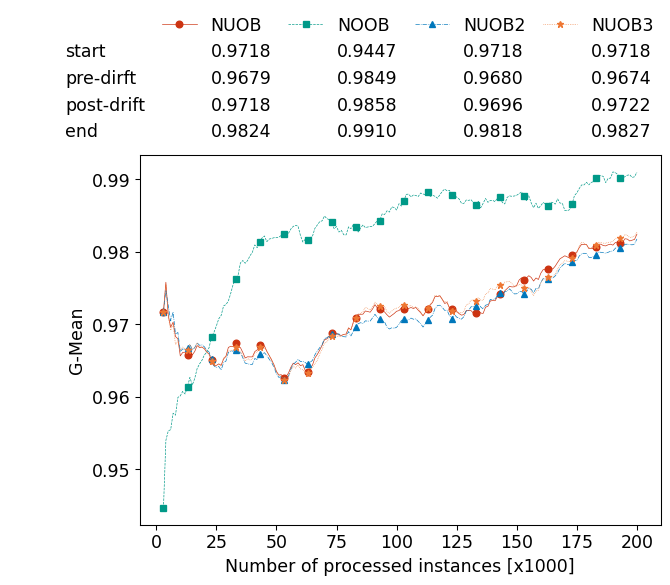 NUOB NOOB NUOB2 NUOB3
start 0.9718 0.9447 0.9718 0.9718
pre-dirft 0.9679 0.9849 0.9680 0.9674
post-drift 0.9718 0.9858 0.9696 0.9722
end 0.9824 0.9910 0.9818 0.9827
0.99
0.98
0.97
0.96
0.95
G-Mean
0 25 50 75 100 125 150 175 200
Number of processed instances [x1000]